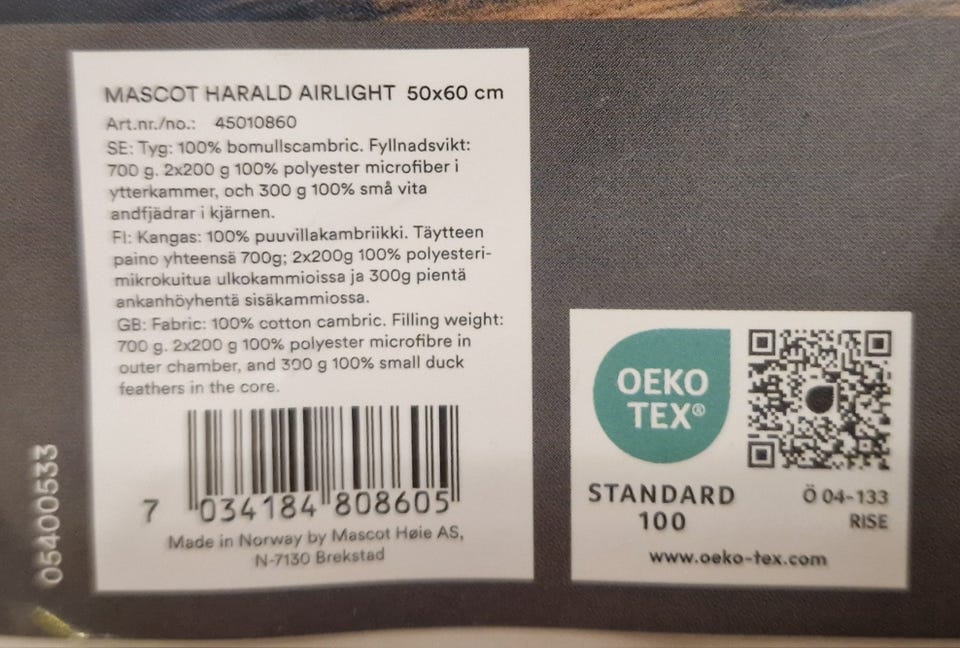 MASCOT HARALD AIRLIGHT 50x60 cm
Art.nr./no.: 45010860
SE: Tyg: 100% bomullscambric. Fyllnadsvikt:
700 g. 2x200 g 100% polyester microfiber i
ytterkammer, och 300 g 100% små vita
andfjädrar i kjärnen.
FI: Kangas: 100% puuvillakambriikki. Täytteen
paino yhteensä 700g; 2x200g 100% polyesteri-
mikrokuitua ulkokammioissa ja 300g pientä
ankanhöyhentä sisäkammiossa.
GB: Fabric: 100% cotton cambric. Filling weight:
700 g. 2x200 g 100% polyester microfibre in
outer chamber, and 300 g 100% small duck
feathers in the core.
7 034184 808605
Made in Norway by Mascot Høie AS,
N-7130 Brekstad
05400533
OEKO
TEX®
STANDARD
100
Ö 04-133
RISE
www.oeko-tex.com